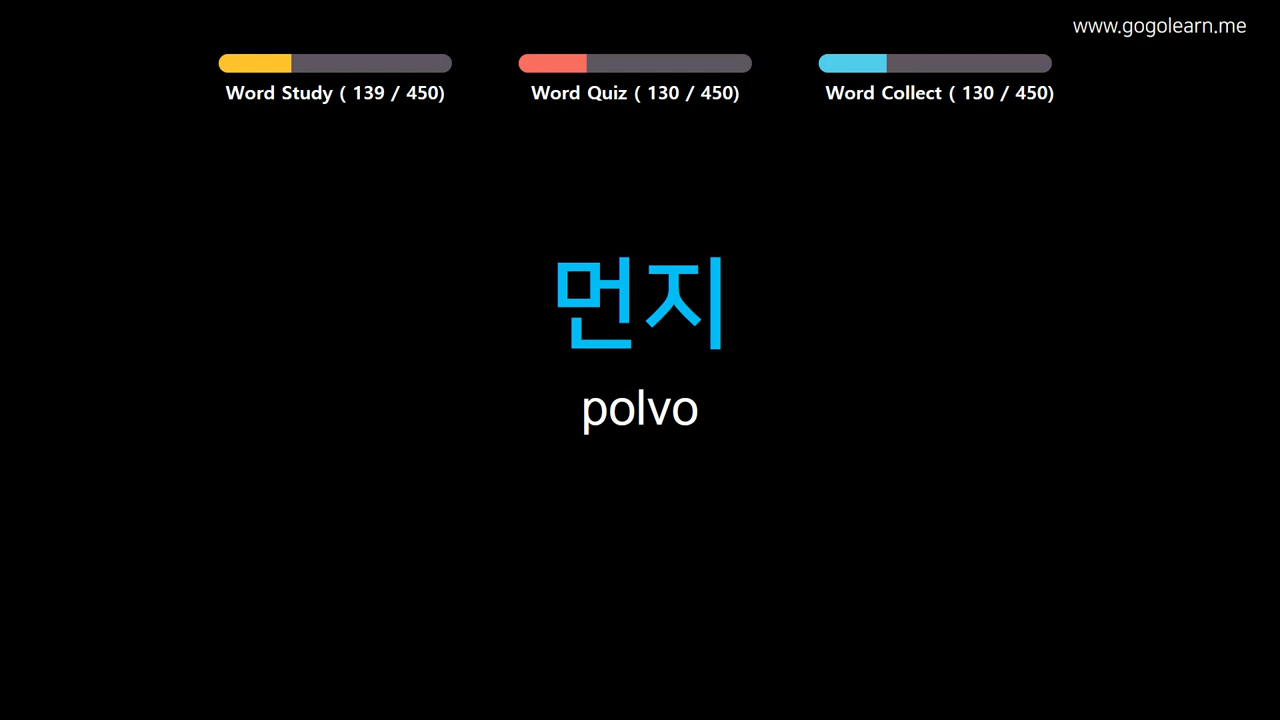 www.gogolearn.me
Word Study ( 139 / 450)
Word Quiz ( 130 / 450)
Word Collect ( 130 / 450)
먼지
polvo